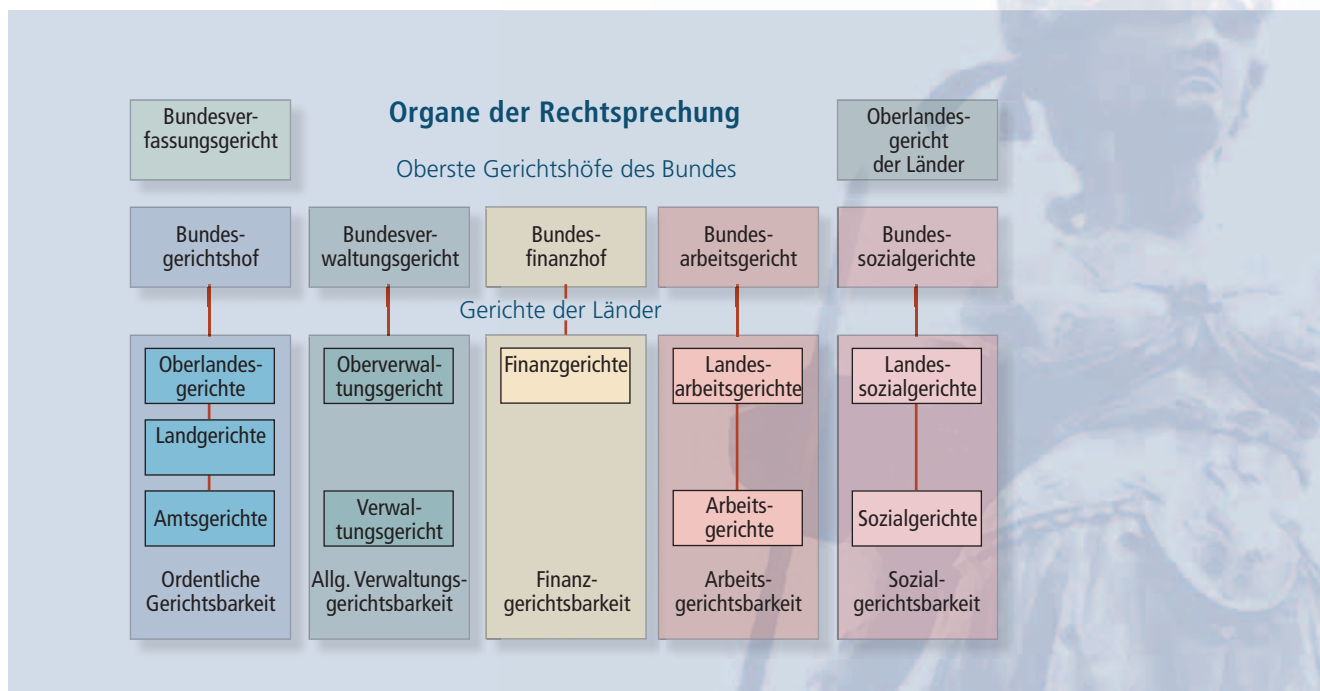 Bundesver-
fassungsgericht
Organe der Rechtsprechung
Oberste Gerichtshöfe des Bundes
Oberlandes-
gericht
der Länder
Bundes-
gerichtshof
Bundesver-
waltungsgericht
Bundes-
finanzhof
Bundes-
arbeitsgericht
Bundes-
sozialgerichte
Gerichte der Länder
Oberlandes-
gerichte
Landgerichte
Amtsgerichte
Ordentliche
Gerichtsbarkeit
Oberverwal-
tungsgericht
Verwal-
tungsgericht
Allg. Verwaltungs-
gerichtsbarkeit
Finanzgerichte
Finanz-
gerichtsbarkeit
Landes-
arbeitsgerichte
Arbeits-
gerichte
Arbeits-
gerichtsbarkeit
Landes-
sozialgerichte
Sozialgerichte
Sozial-
gerichtsbarkeit